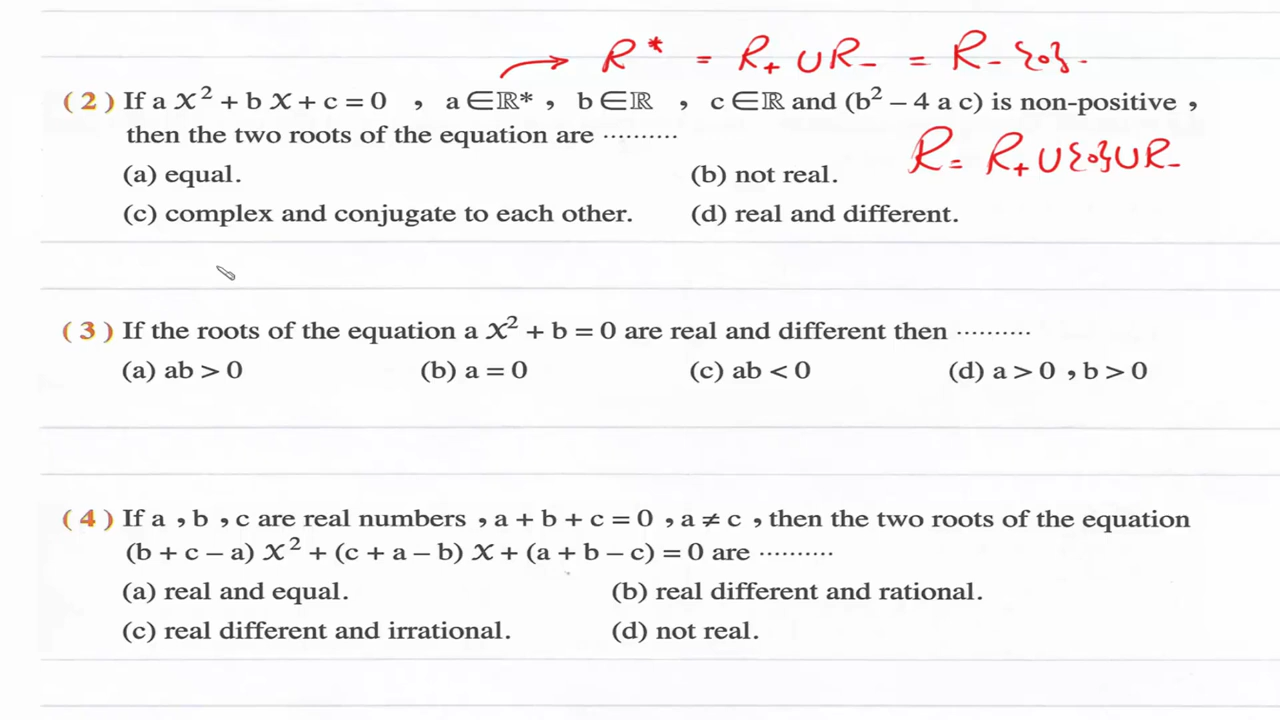 R* = R+ ∪ R- = R - {0}.
(2) If a x² + b x + c = 0 , a ∈ ℝ* , b ∈ ℝ , c ∈ ℝ and (b² – 4 a c) is non-positive ,
then the two roots of the equation are ··········
R = R+ ∪ {0} ∪ R-
(a) equal. (b) not real.
(c) complex and conjugate to each other. (d) real and different.
(3) If the roots of the equation a x² + b = 0 are real and different then ··········
(a) ab > 0 (b) a = 0 (c) ab < 0 (d) a > 0 , b > 0
(4) If a , b , c are real numbers , a + b + c = 0 , a ≠ c , then the two roots of the equation
(b + c – a) x² + (c + a – b) x + (a + b – c) = 0 are ··········
(a) real and equal. (b) real different and rational.
(c) real different and irrational. (d) not real.